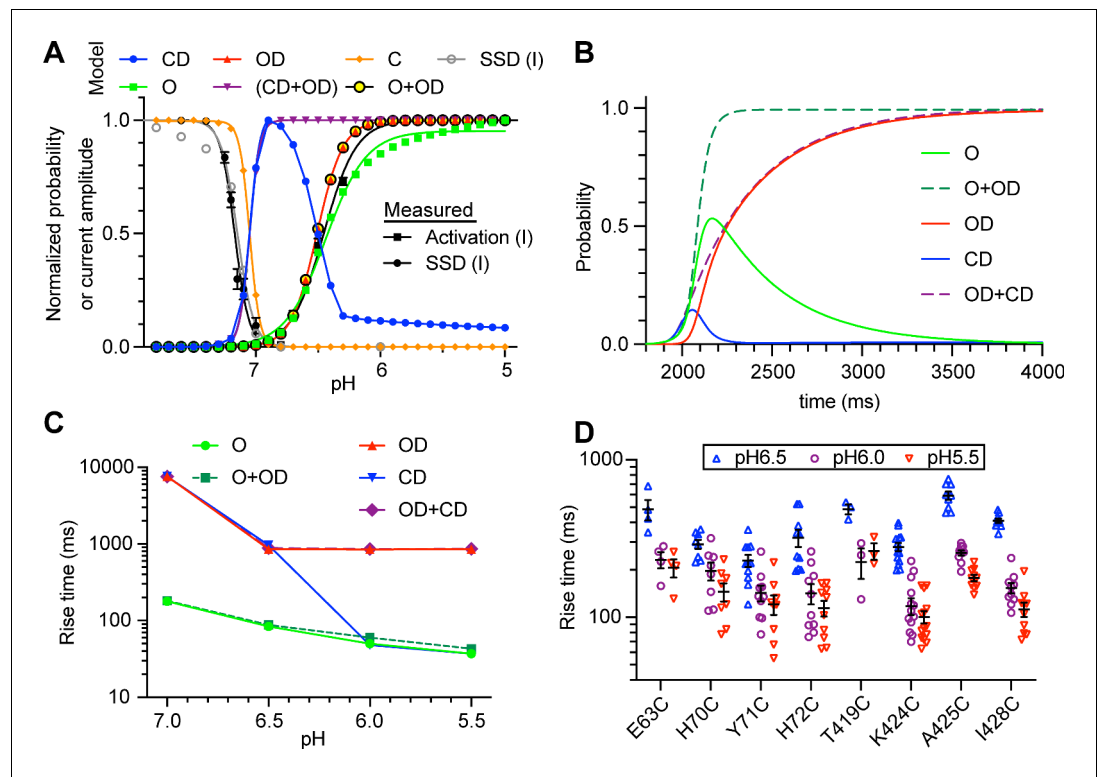 A
Model
CD OD C SSD (I)
O (CD+OD) O+OD
Normalized probability
or current amplitude
1.0
0.5
0.0
Measured
Activation (I)
SSD (I)
7 6 5
pH
B
Probability
1.0
0.5
0.0
O
O+OD
OD
CD
OD+CD
2000 2500 3000 3500 4000
time (ms)
C
O OD
O+OD CD
OD+CD
Rise time (ms)
10000
1000
100
10
7.0 6.5 6.0 5.5
pH
D
pH6.5 pH6.0 pH5.5
Rise time (ms)
1000
100
E63C H70C Y71C H72C T419C K424C A425C I428C